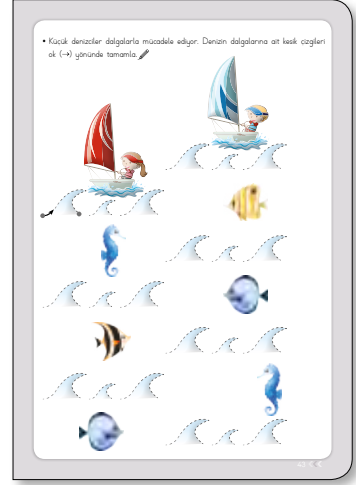 • Küçük denizciler dalgalarla mücadele ediyor. Denizin dalgalarına ait kesik çizgileri
ok (→) yönünde tamamla.